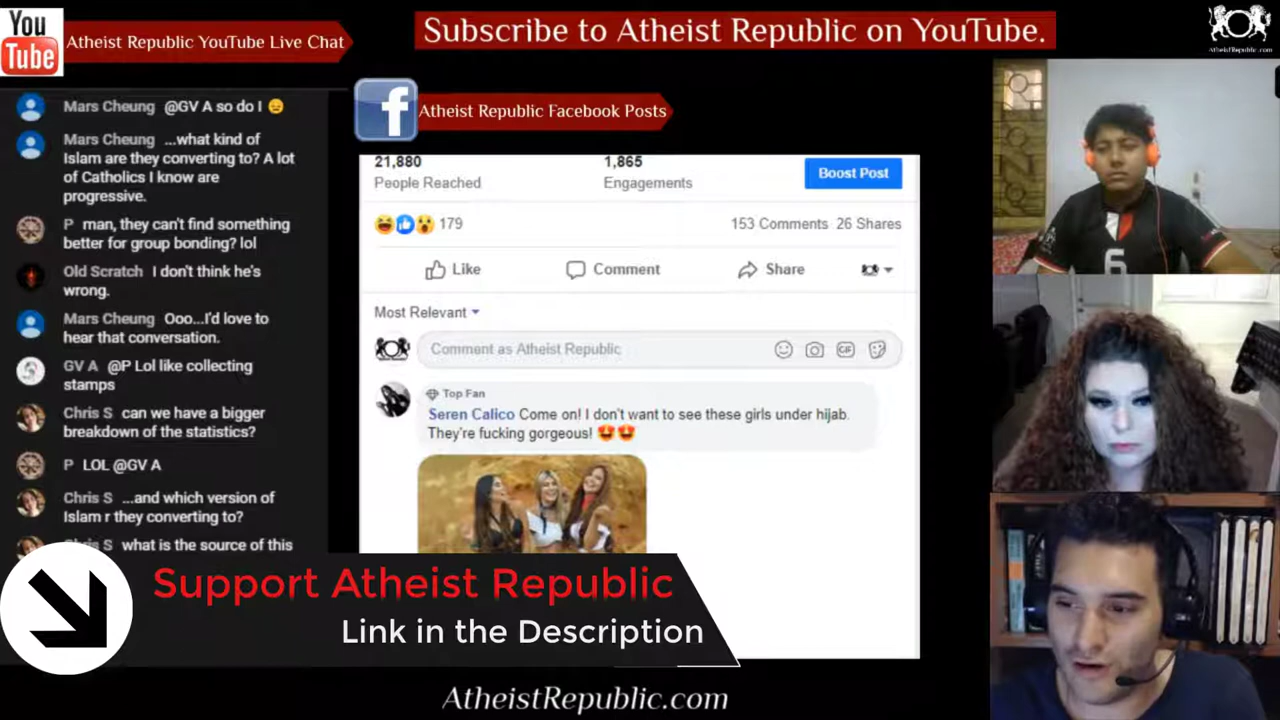 You
Tube
Atheist Republic YouTube Live Chat
Subscribe to Atheist Republic on YouTube.
AtheistRepublic.com
Atheist Republic Facebook Posts
Mars Cheung @GV A so do I 😞
Mars Cheung ...what kind of
Islam are they converting to? A lot
of Catholics I know are
progressive.
P man, they can't find something
better for group bonding? lol
Old Scratch I don't think he's
wrong.
Mars Cheung Ooo...I'd love to
hear that conversation.
GV A @P Lol like collecting
stamps
Chris S can we have a bigger
breakdown of the statistics?
P LOL @GV A
Chris S ...and which version of
Islam r they converting to?
Chris S what is the source of this
21,880
People Reached
1,865
Engagements
Boost Post
179
153 Comments 26 Shares
Like
Comment
Share
Most Relevant
Comment as Atheist Republic
GIF
Top Fan
Seren Calico Come on! I don't want to see these girls under hijab.
They're fucking gorgeous! 😍😍
6
Support Atheist Republic
Link in the Description
AtheistRepublic.com